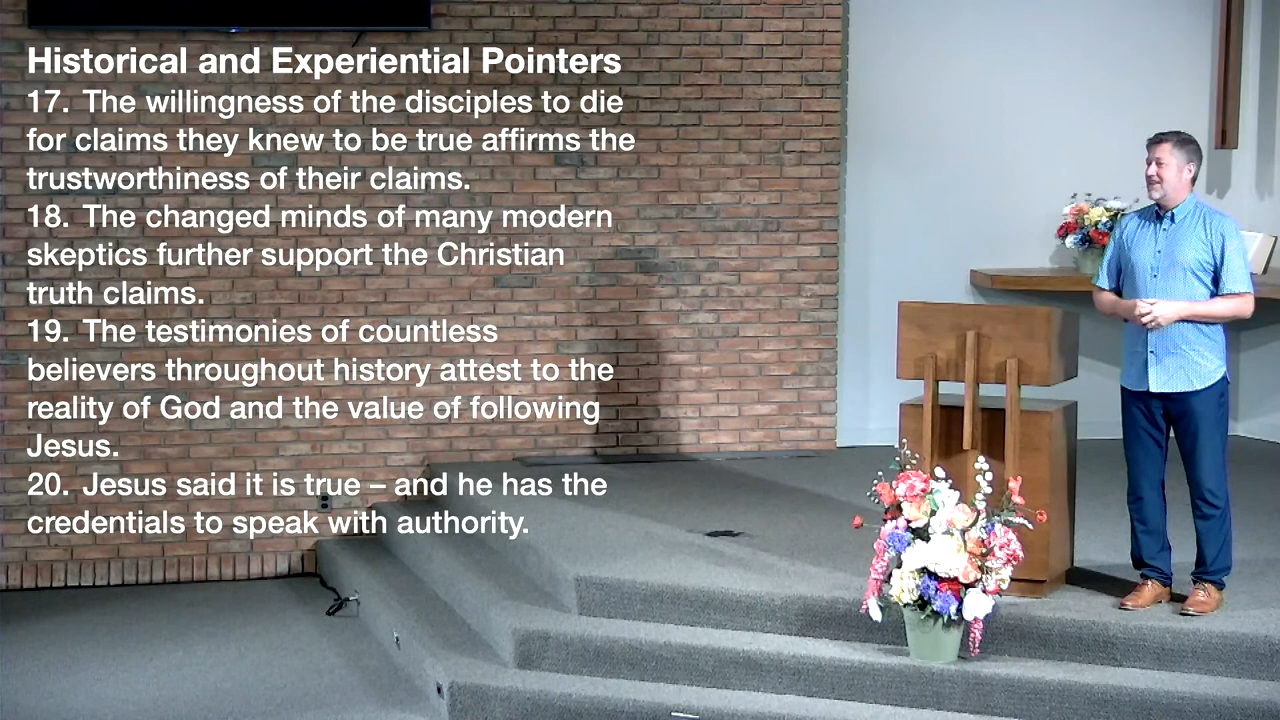 Historical and Experiential Pointers
17. The willingness of the disciples to die
for claims they knew to be true affirms the
trustworthiness of their claims.
18. The changed minds of many modern
skeptics further support the Christian
truth claims.
19. The testimonies of countless
believers throughout history attest to the
reality of God and the value of following
Jesus.
20. Jesus said it is true – and he has the
credentials to speak with authority.